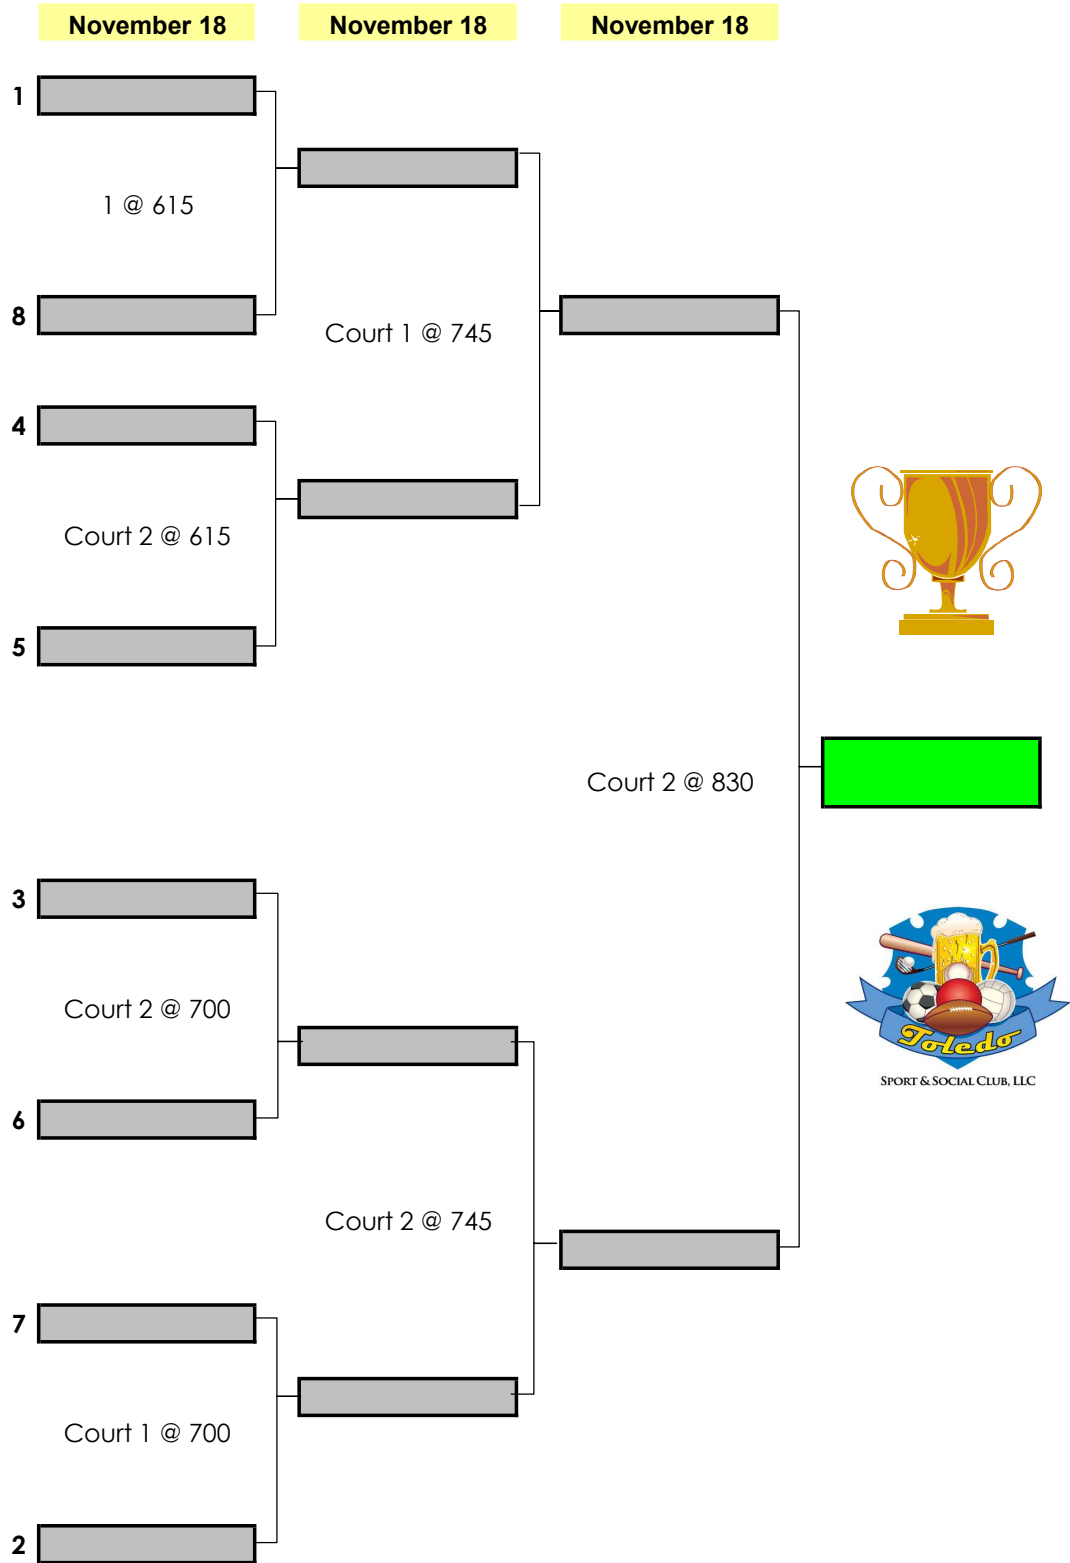 November 18 November 18 November 18
1
1 @ 615
8
Court 1 @ 745
4
Court 2 @ 615
5
Court 2 @ 830
3
Court 2 @ 700
Toledo
SPORT & SOCIAL CLUB, LLC
6
Court 2 @ 745
7
Court 1 @ 700
2